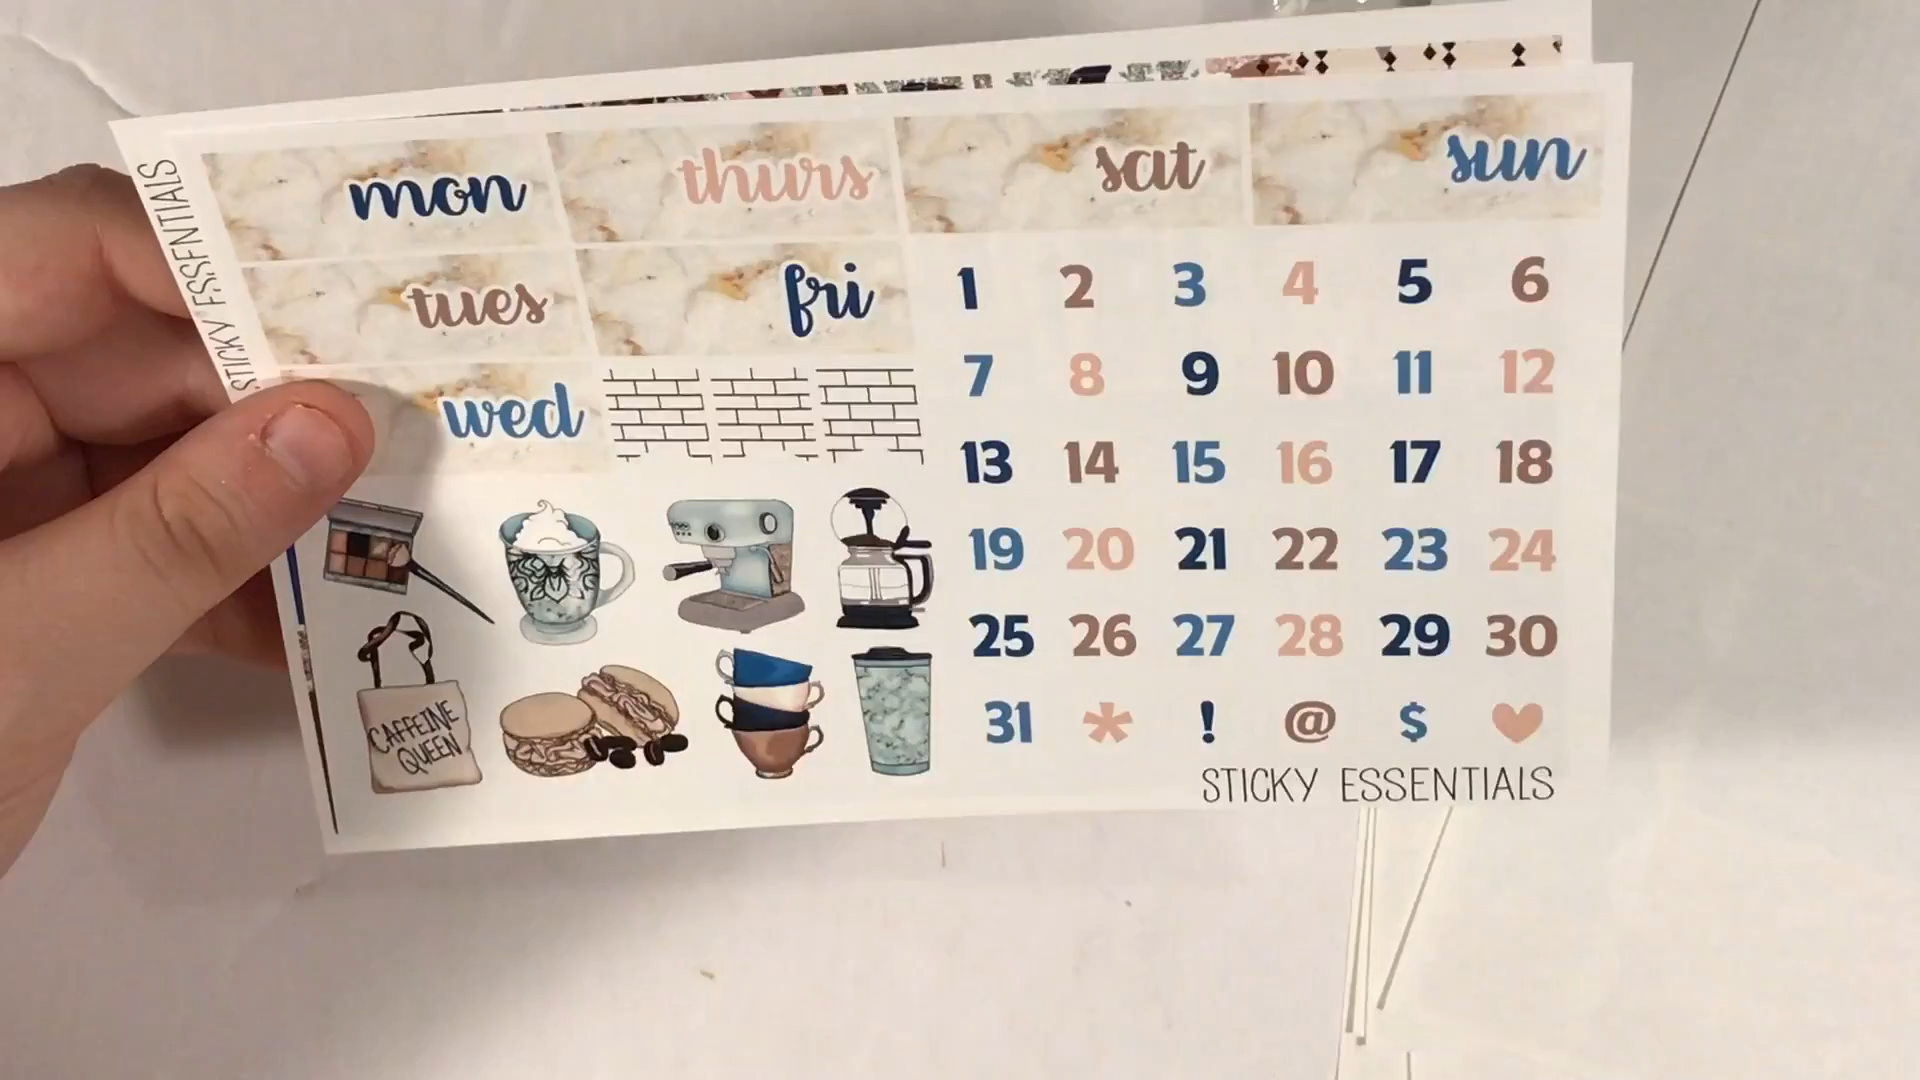 STICKY ESSENTIALS
mon
thurs
sat
sun
tues
fri
wed
1 2 3 4 5 6
7 8 9 10 11 12
13 14 15 16 17 18
19 20 21 22 23 24
25 26 27 28 29 30
31 * ! @ $
CAFFEINE
QUEEN
STICKY ESSENTIALS